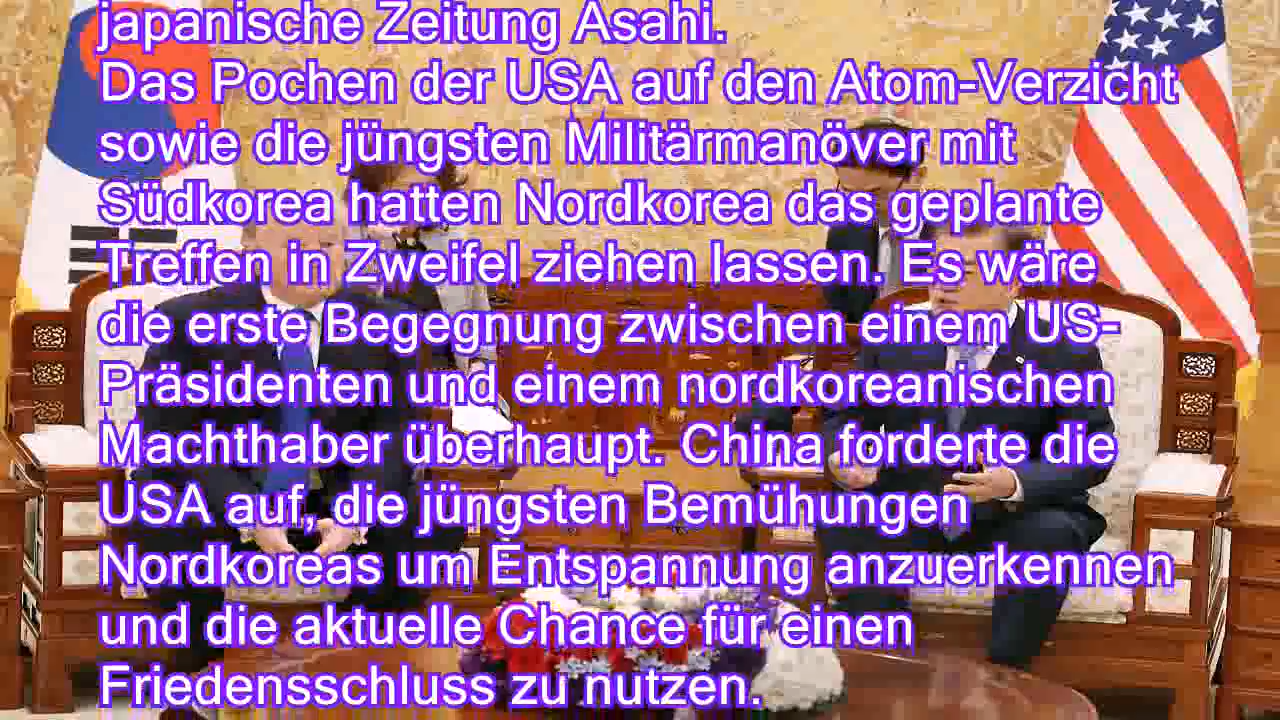 japanische Zeitung Asahi.
Das Pochen der USA auf den Atom-Verzicht
sowie die jüngsten Militärmanöver mit
Südkorea hatten Nordkorea das geplante
Treffen in Zweifel ziehen lassen. Es wäre
die erste Begegnung zwischen einem US-
Präsidenten und einem nordkoreanischen
Machthaber überhaupt. China forderte die
USA auf, die jüngsten Bemühungen
Nordkoreas um Entspannung anzuerkennen
und die aktuelle Chance für einen
Friedensschluss zu nutzen.